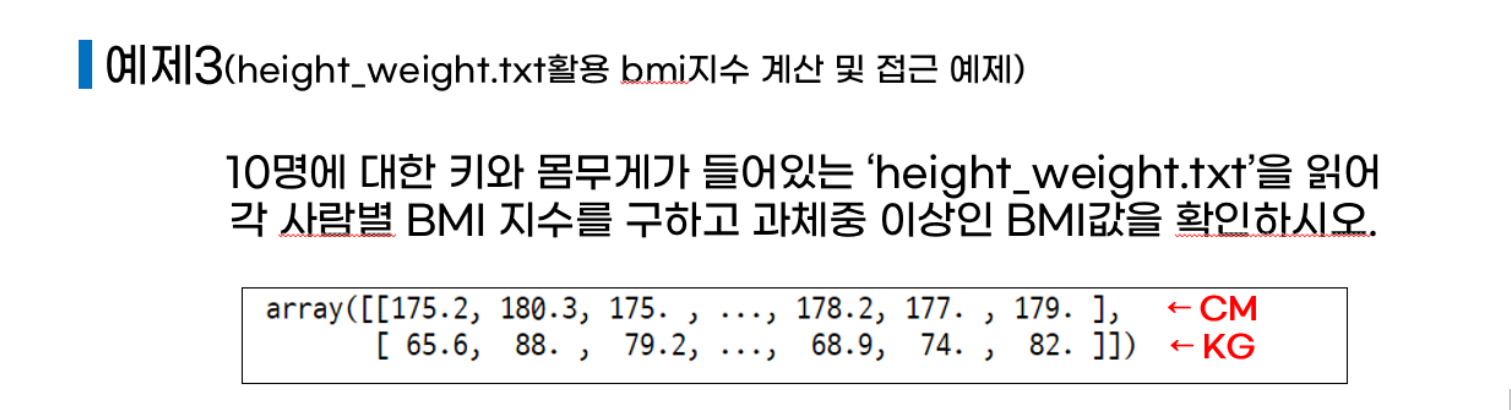 예제3(height_weight.txt활용 bmi지수 계산 및 접근 예제)
10명에 대한 키와 몸무게가 들어있는 ‘height_weight.txt’을 읽어
각 사람별 BMI 지수를 구하고 과체중 이상인 BMI값을 확인하시오.
array([[175.2, 180.3, 175. , ..., 178.2, 177. , 179. ], ←CM
[ 65.6, 88. , 79.2, ..., 68.9, 74. , 82. ]]) ←KG